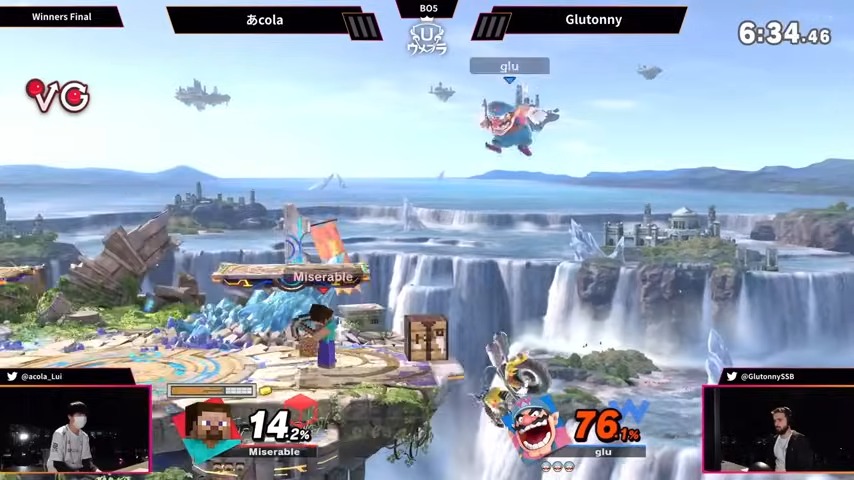 Winners Final
あcola
BO5
Glutonny
6:34.46
U
ウメブラ
VG
glu
Miserable
@acola_Lui
@GlutonnySSB
14.2%
76.1%
Miserable
glu